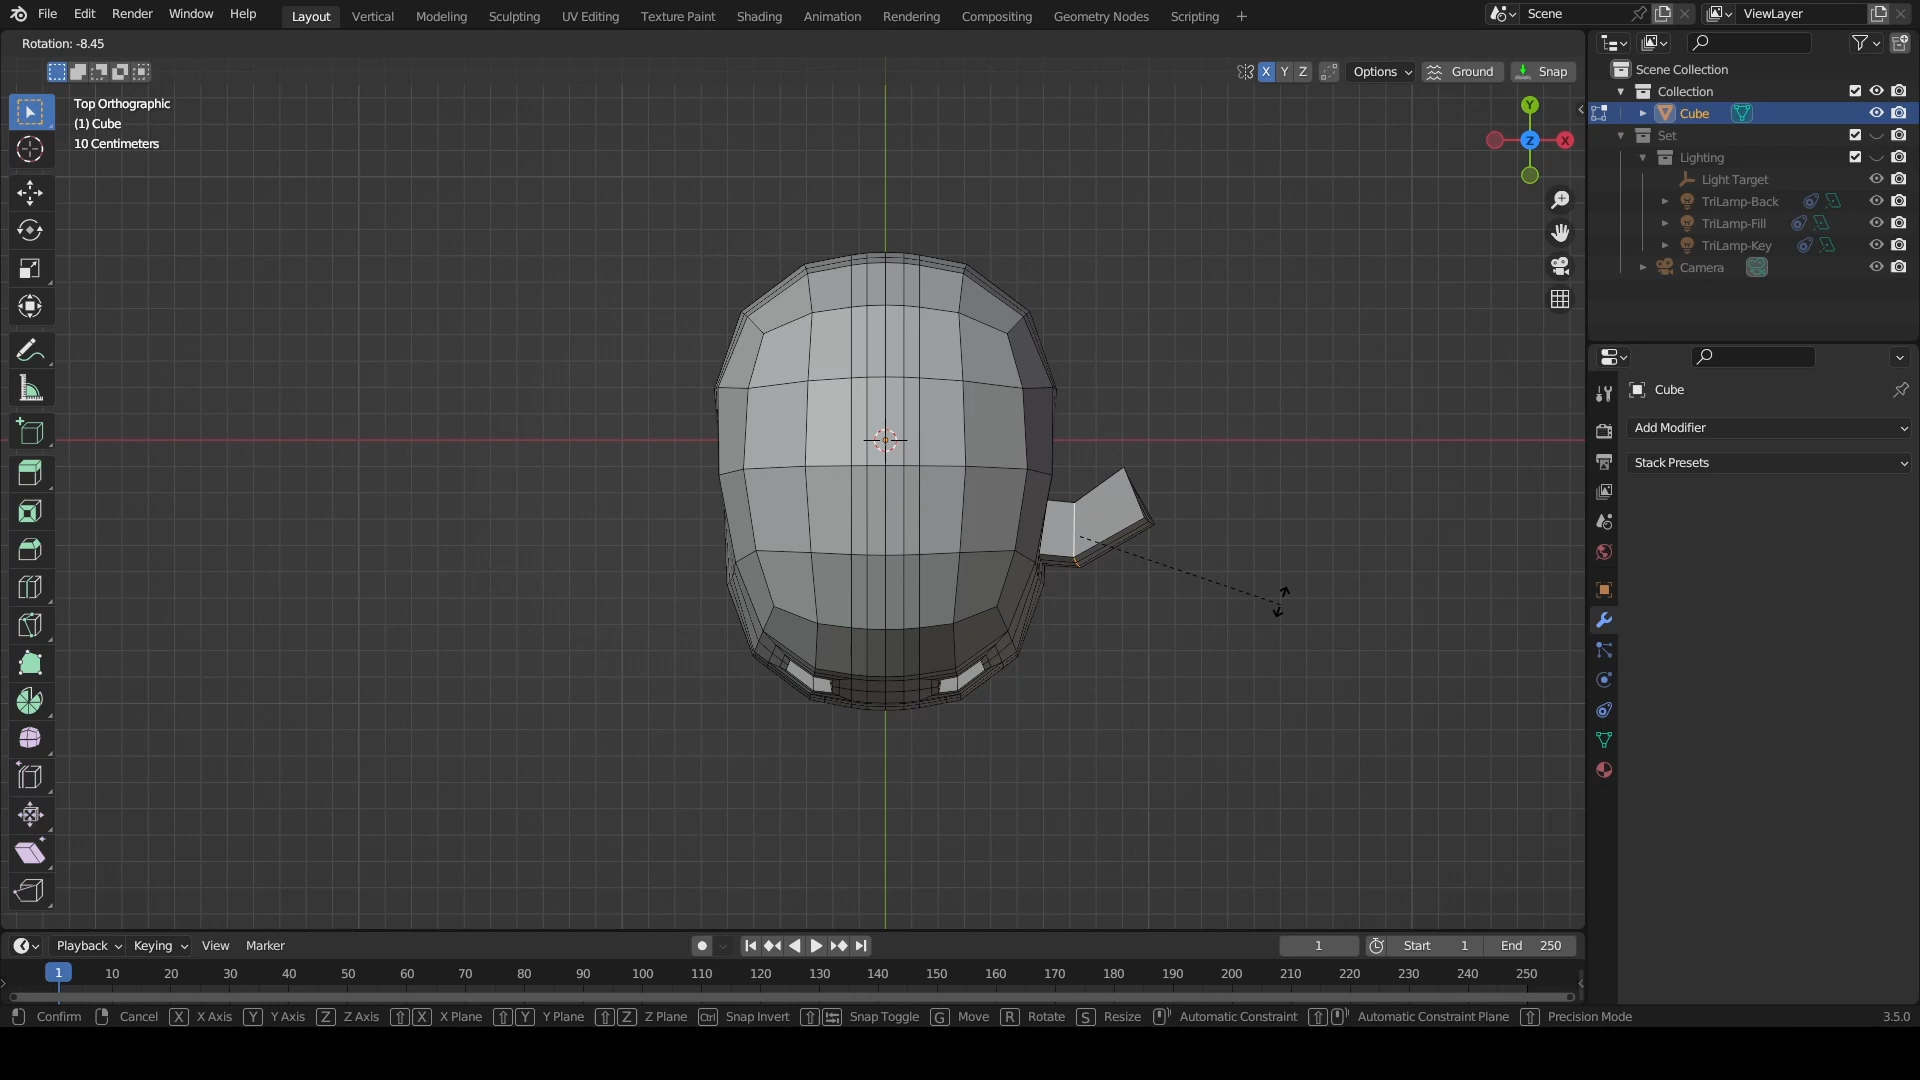 File Edit Render Window Help Layout Vertical Modeling Sculpting UV Editing Texture Paint Shading Animation Rendering Compositing Geometry Nodes Scripting + Scene ViewLayer
Rotation: -8.45
X Y Z Options Ground Snap
Top Orthographic
(1) Cube
10 Centimeters
Y
Z X
Scene Collection
Collection
Cube
Set
Lighting
Light Target
TriLamp-Back
TriLamp-Fill
TriLamp-Key
Camera
Cube
Add Modifier
Stack Presets
Playback Keying View Marker 1 Start 1 End 250
1 10 20 30 40 50 60 70 80 90 100 110 120 130 140 150 160 170 180 190 200 210 220 230 240 250
Confirm Cancel X X Axis Y Y Axis Z Z Axis X X Plane Y Y Plane Z Z Plane Ctrl Snap Invert Snap Toggle G Move R Rotate S Resize Automatic Constraint Automatic Constraint Plane Precision Mode 3.5.0